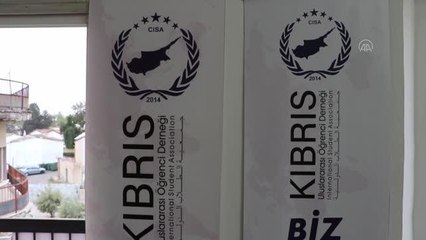 CISA
2014
KIBRIS
Uluslararası Öğrenci Derneği
International Student Association
CISA
2014
KIBRIS
Uluslararası Öğrenci Derneği
International Student Association
BİZ
AA